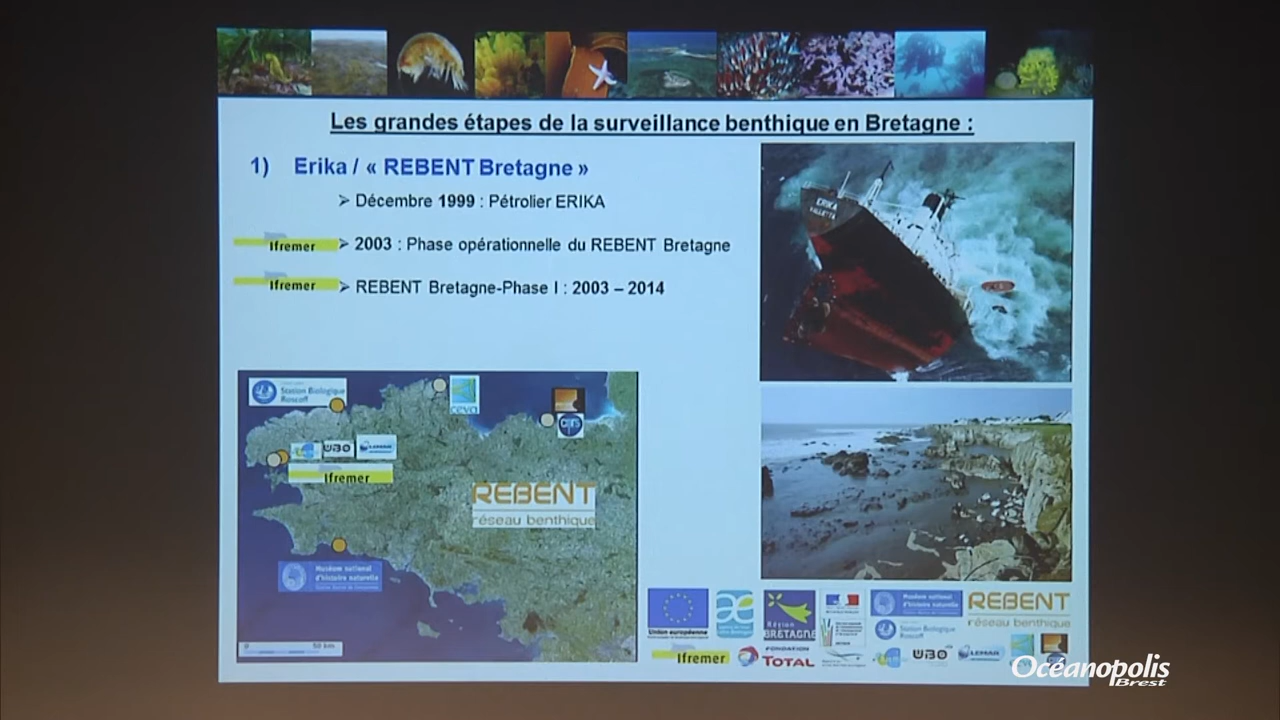 Les grandes étapes de la surveillance benthique en Bretagne :
1) Erika / « REBENT Bretagne »
➢ Décembre 1999 : Pétrolier ERIKA
Ifremer ➢ 2003 : Phase opérationnelle du REBENT Bretagne
Ifremer ➢ REBENT Bretagne-Phase I : 2003 – 2014
ERIKA
VALLETTA
Station Biologique
Roscoff
ceva
cnrs
UBO
LEMAR
Ifremer
REBENT
réseau benthique
Muséum national
d'histoire naturelle
0 50 km
Union européenne
Région
BRETAGNE
Muséum national
d'histoire naturelle
REBENT
réseau benthique
Station Biologique
Roscoff
Ifremer
FONDATION
TOTAL
UBO
LEMAR
Océanopolis
Brest